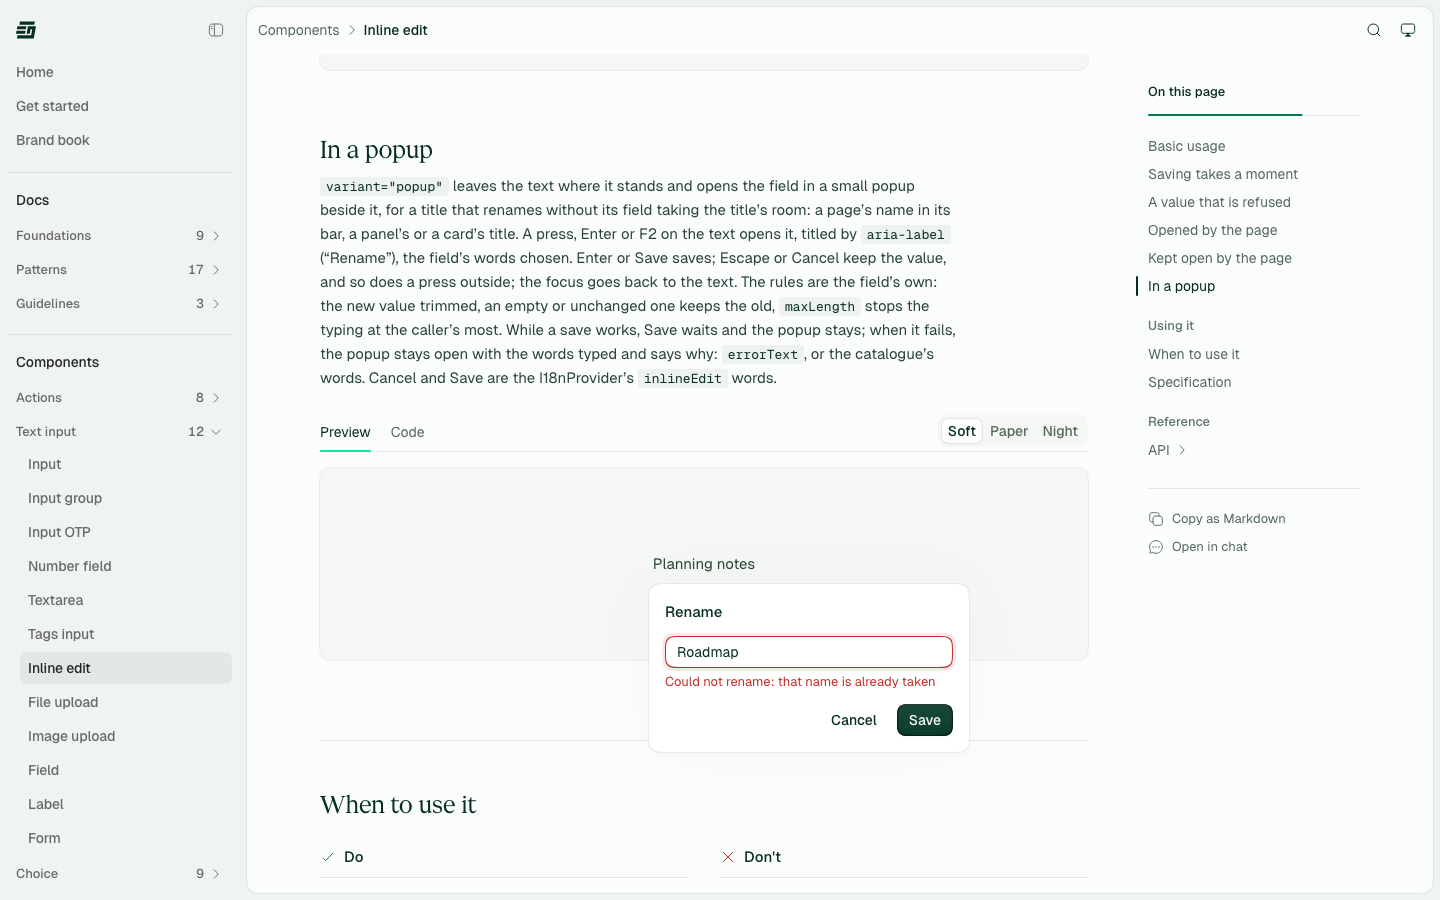 Components
Inline edit
Home
Get started
Brand book
Docs
Foundations 9
Patterns 17
Guidelines 3
Components
Actions 8
Text input 12
Input
Input group
Input OTP
Number field
Textarea
Tags input
Inline edit
File upload
Image upload
Field
Label
Form
Choice 9
In a popup
variant="popup" leaves the text where it stands and opens the field in a small popup
beside it, for a title that renames without its field taking the title’s room: a page’s name in its
bar, a panel’s or a card’s title. A press, Enter or F2 on the text opens it, titled by aria-label
(“Rename”), the field’s words chosen. Enter or Save saves; Escape or Cancel keep the value,
and so does a press outside; the focus goes back to the text. The rules are the field’s own:
the new value trimmed, an empty or unchanged one keeps the old, maxLength stops the
typing at the caller’s most. While a save works, Save waits and the popup stays; when it fails,
the popup stays open with the words typed and says why: errorText, or the catalogue’s
words. Cancel and Save are the I18nProvider’s inlineEdit words.
Preview Code
Soft Paper Night
Planning notes
Rename
Roadmap
Could not rename: that name is already taken
Cancel Save
When to use it
Do
Don't
On this page
Basic usage
Saving takes a moment
A value that is refused
Opened by the page
Kept open by the page
In a popup
Using it
When to use it
Specification
Reference
API
Copy as Markdown
Open in chat